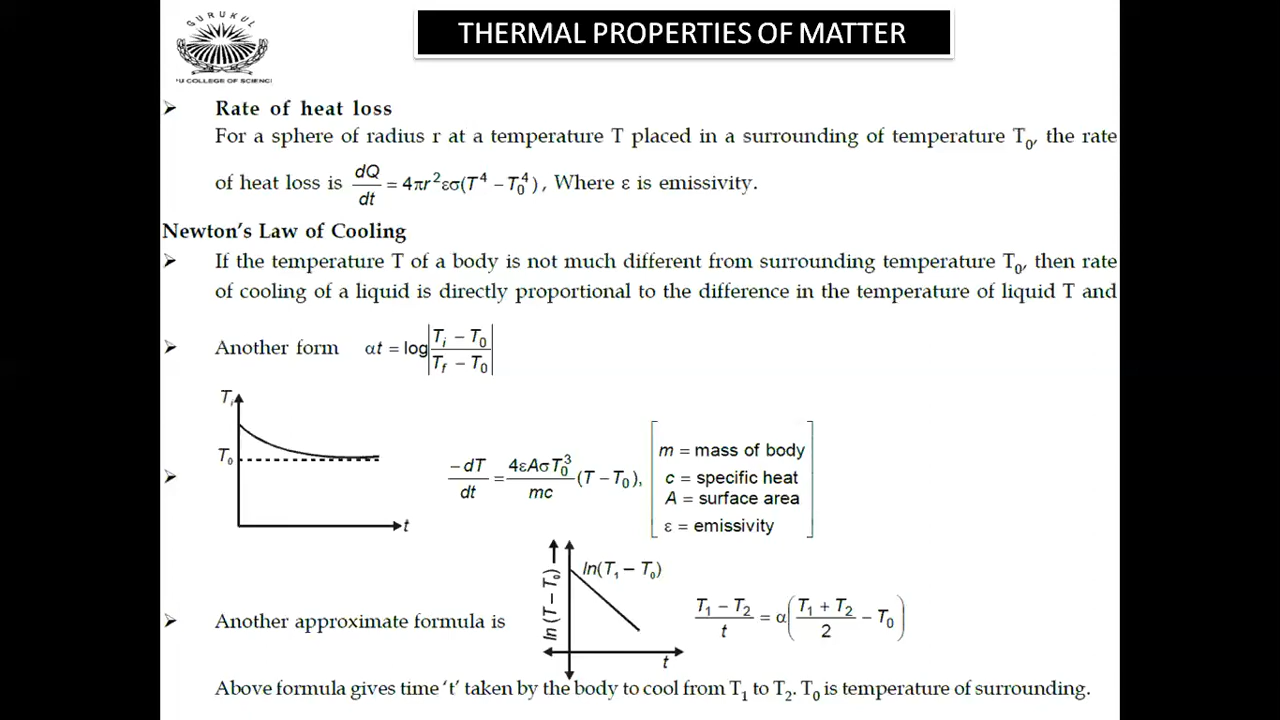 GURUKUL
PU COLLEGE OF SCIENCE
THERMAL PROPERTIES OF MATTER
➢ Rate of heat loss
For a sphere of radius r at a temperature T placed in a surrounding of temperature T₀, the rate
of heat loss is dQ/dt = 4πr²εσ(T⁴ – T₀⁴), Where ε is emissivity.
Newton's Law of Cooling
➢ If the temperature T of a body is not much different from surrounding temperature T₀, then rate
of cooling of a liquid is directly proportional to the difference in the temperature of liquid T and
➢ Another form αt = log|(Tᵢ – T₀)/(T_f – T₀)|
Tᵢ
T₀
t
➢ –dT/dt = (4εAσT₀³/mc)(T – T₀),
m = mass of body
c = specific heat
A = surface area
ε = emissivity
➢ Another approximate formula is
ln (T – T₀)
ln(T₁ – T₀)
t
(T₁ – T₂)/t = α((T₁ + T₂)/2 – T₀)
Above formula gives time 't' taken by the body to cool from T₁ to T₂. T₀ is temperature of surrounding.